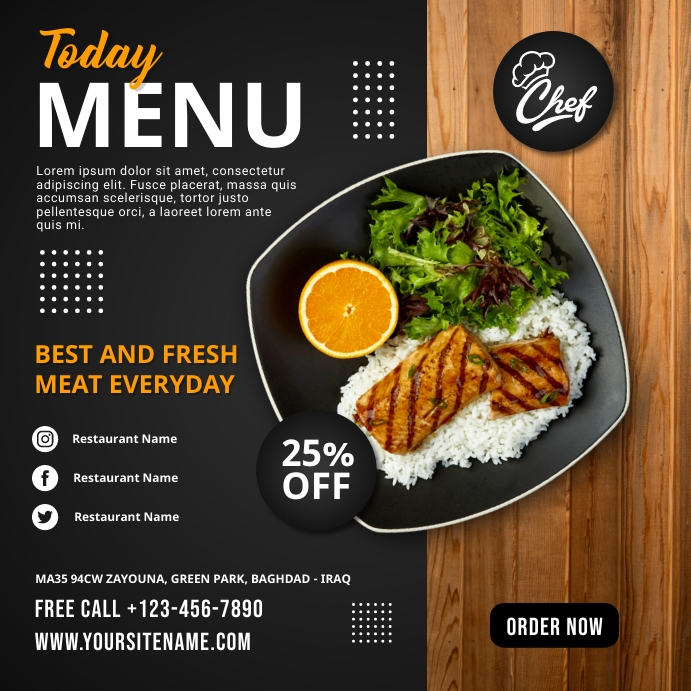 Today
MENU
Chef
Lorem ipsum dolor sit amet, consectetur
adipiscing elit. Fusce placerat, massa quis
accumsan scelerisque, tortor justo
pellentesque orci, a laoreet lorem ante
quis mi.
BEST AND FRESH
MEAT EVERYDAY
Restaurant Name
Restaurant Name
Restaurant Name
25%
OFF
MA35 94CW ZAYOUNA, GREEN PARK, BAGHDAD - IRAQ
FREE CALL +123-456-7890
WWW.YOURSITENAME.COM
ORDER NOW